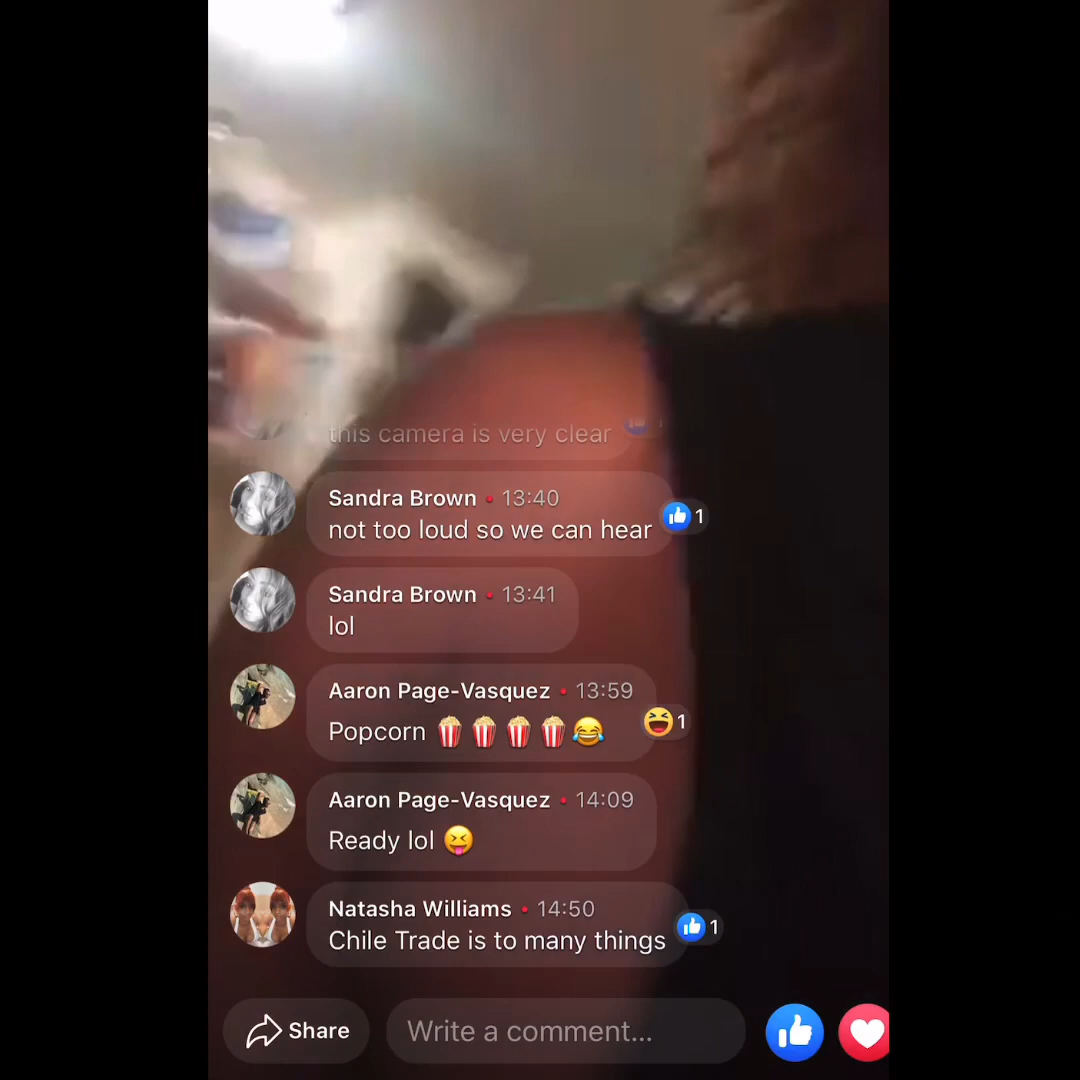 this camera is very clear
Sandra Brown • 13:40
not too loud so we can hear
1
Sandra Brown • 13:41
lol
Aaron Page-Vasquez • 13:59
Popcorn 🍿🍿🍿🍿😂
1
Aaron Page-Vasquez • 14:09
Ready lol 😝
Natasha Williams • 14:50
Chile Trade is to many things
1
Share
Write a comment...